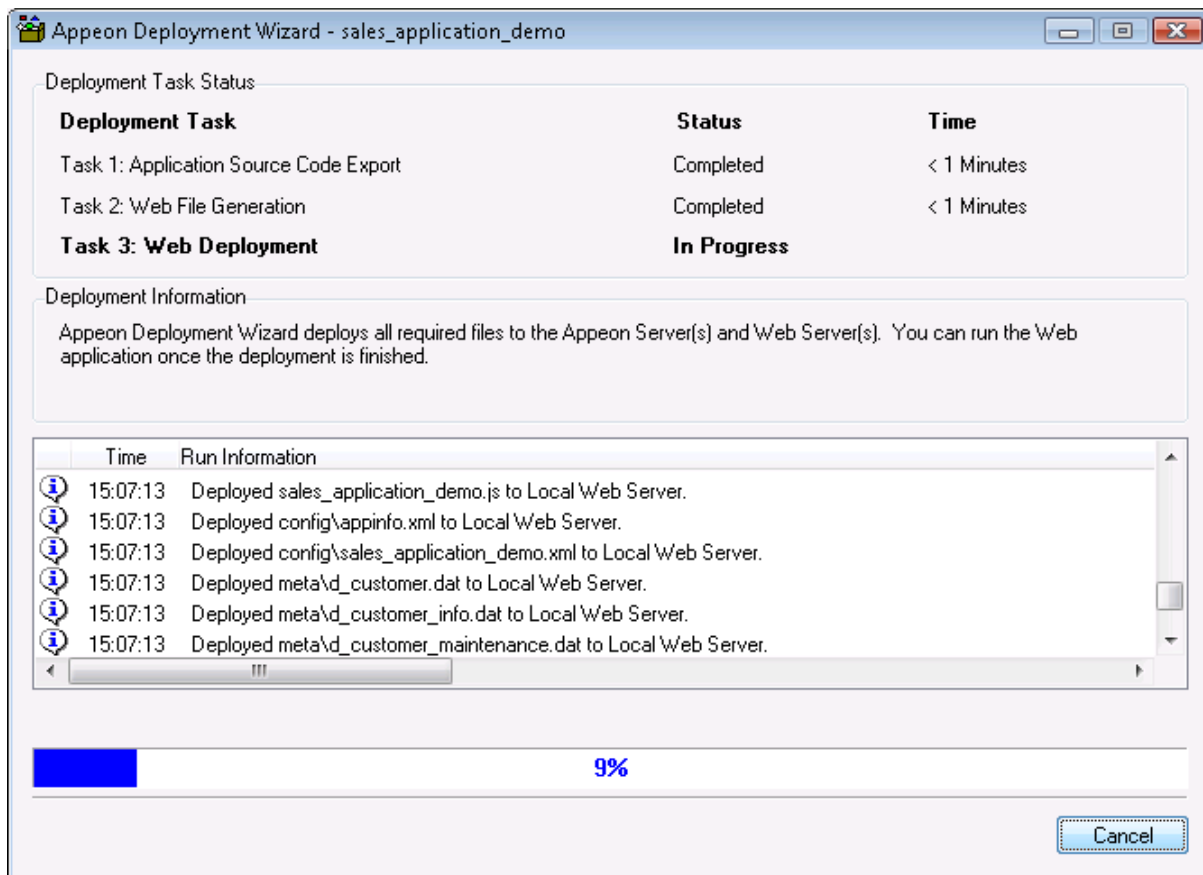 Appeon Deployment Wizard - sales_application_demo
Deployment Task Status
Deployment Task Status Time
Task 1: Application Source Code Export Completed < 1 Minutes
Task 2: Web File Generation Completed < 1 Minutes
Task 3: Web Deployment In Progress
Deployment Information
Appeon Deployment Wizard deploys all required files to the Appeon Server(s) and Web Server(s). You can run the Web
application once the deployment is finished.
Time Run Information
15:07:13 Deployed sales_application_demo.js to Local Web Server.
15:07:13 Deployed config\appinfo.xml to Local Web Server.
15:07:13 Deployed config\sales_application_demo.xml to Local Web Server.
15:07:13 Deployed meta\d_customer.dat to Local Web Server.
15:07:13 Deployed meta\d_customer_info.dat to Local Web Server.
15:07:13 Deployed meta\d_customer_maintenance.dat to Local Web Server.
9%
Cancel